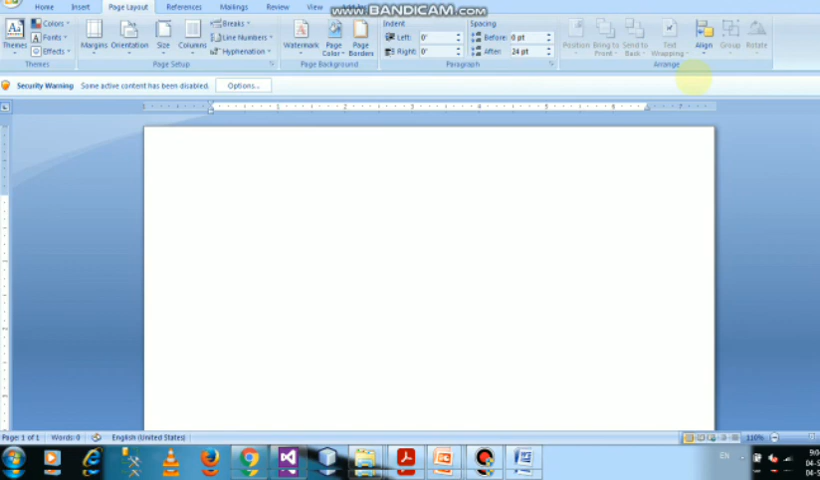 www.BANDICAM.com
Home Insert Page Layout References Mailings Review View
Themes Colors Fonts Effects
Margins Orientation Size Columns Breaks Line Numbers Hyphenation
Watermark Page Color Page Borders
Indent Left: 0" Right: 0"
Spacing Before: 0 pt After: 24 pt
Position Bring to Front Send to Back Text Wrapping Align Group Rotate
Themes Page Setup Page Background Paragraph Arrange
Security Warning Some active content has been disabled. Options...
Page: 1 of 1 Words: 0 English (United States) 110%
EN